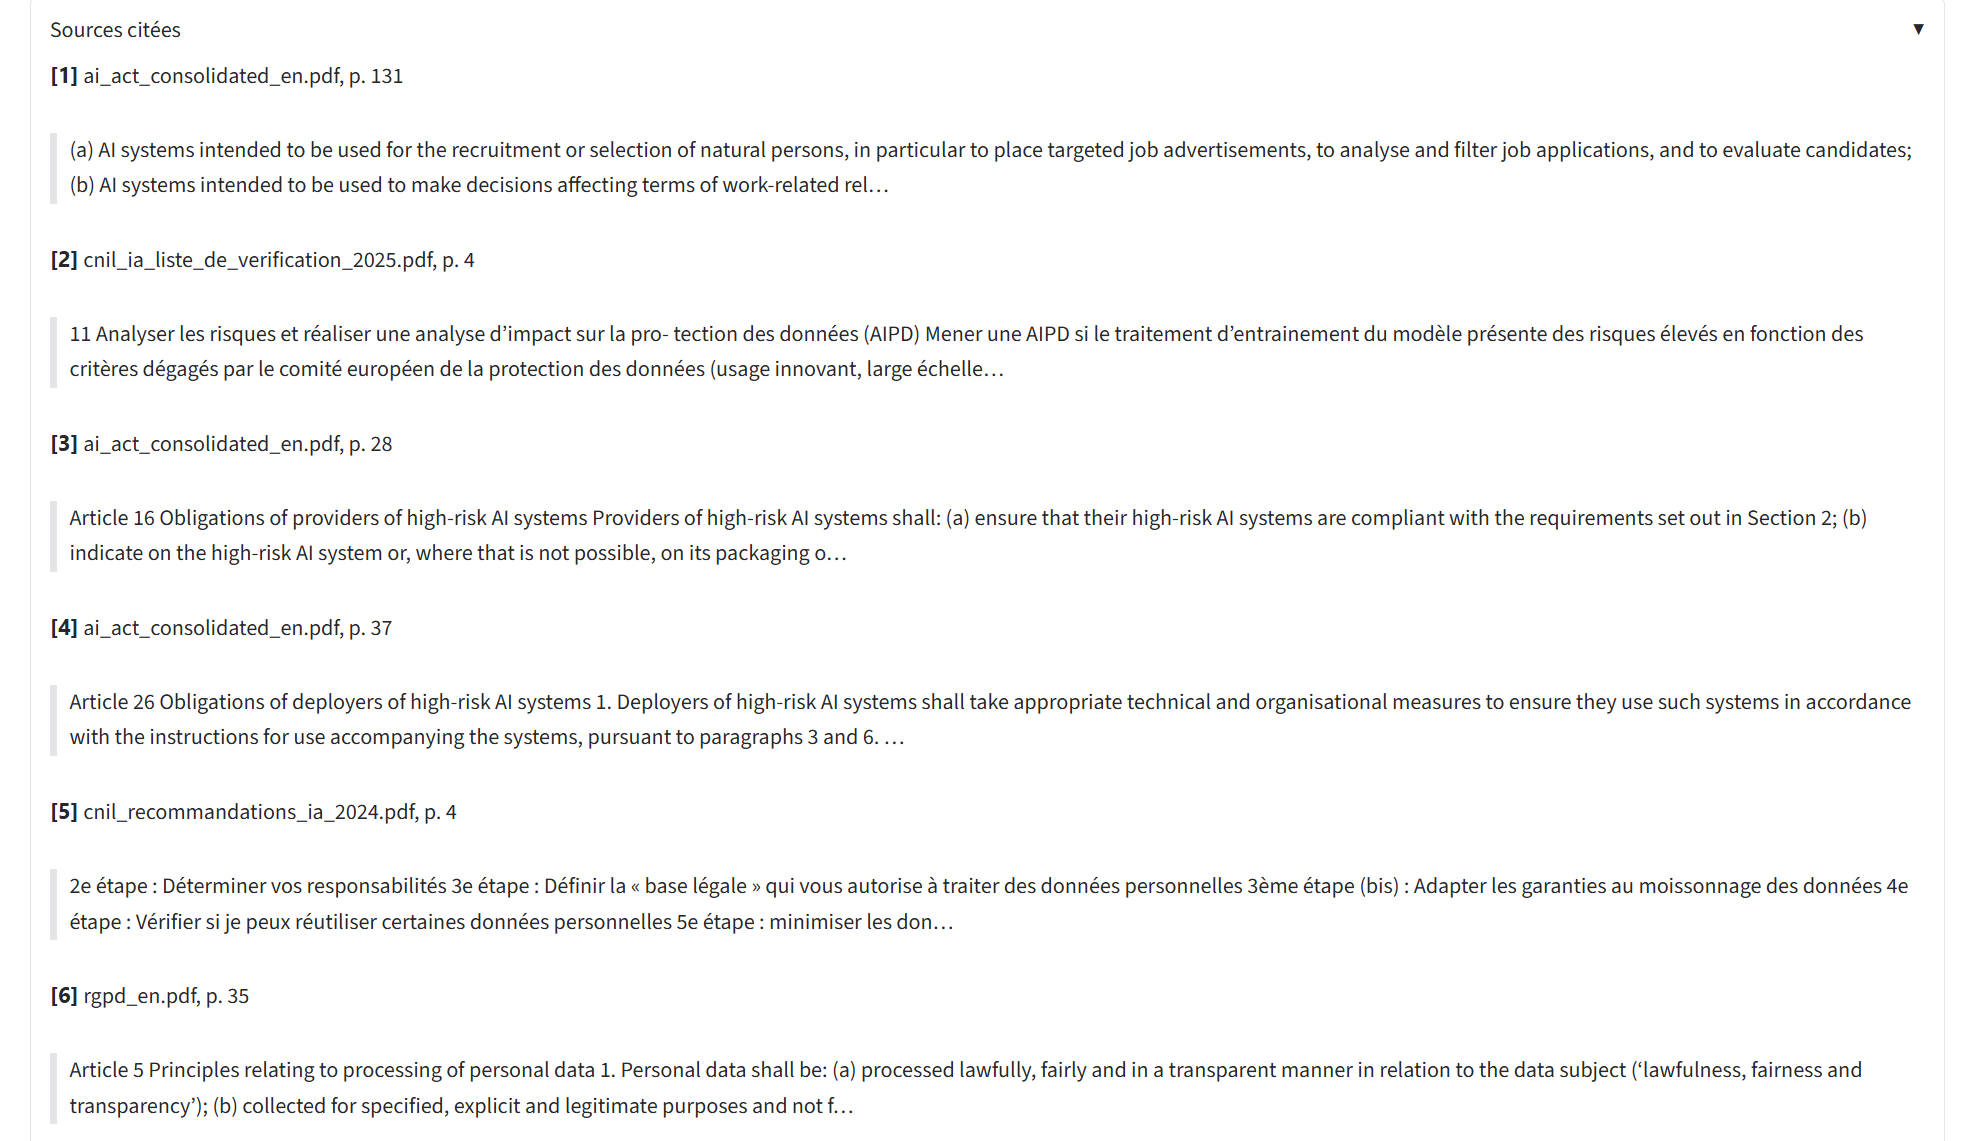 Sources citées
▼
[1] ai_act_consolidated_en.pdf, p. 131
(a) AI systems intended to be used for the recruitment or selection of natural persons, in particular to place targeted job advertisements, to analyse and filter job applications, and to evaluate candidates;
(b) AI systems intended to be used to make decisions affecting terms of work-related rel…
[2] cnil_ia_liste_de_verification_2025.pdf, p. 4
11 Analyser les risques et réaliser une analyse d’impact sur la pro- tection des données (AIPD) Mener une AIPD si le traitement d’entrainement du modèle présente des risques élevés en fonction des
critères dégagés par le comité européen de la protection des données (usage innovant, large échelle…
[3] ai_act_consolidated_en.pdf, p. 28
Article 16 Obligations of providers of high-risk AI systems Providers of high-risk AI systems shall: (a) ensure that their high-risk AI systems are compliant with the requirements set out in Section 2; (b)
indicate on the high-risk AI system or, where that is not possible, on its packaging o…
[4] ai_act_consolidated_en.pdf, p. 37
Article 26 Obligations of deployers of high-risk AI systems 1. Deployers of high-risk AI systems shall take appropriate technical and organisational measures to ensure they use such systems in accordance
with the instructions for use accompanying the systems, pursuant to paragraphs 3 and 6. …
[5] cnil_recommandations_ia_2024.pdf, p. 4
2e étape : Déterminer vos responsabilités 3e étape : Définir la « base légale » qui vous autorise à traiter des données personnelles 3ème étape (bis) : Adapter les garanties au moissonnage des données 4e
étape : Vérifier si je peux réutiliser certaines données personnelles 5e étape : minimiser les don…
[6] rgpd_en.pdf, p. 35
Article 5 Principles relating to processing of personal data 1. Personal data shall be: (a) processed lawfully, fairly and in a transparent manner in relation to the data subject (‘lawfulness, fairness and
transparency’); (b) collected for specified, explicit and legitimate purposes and not f…